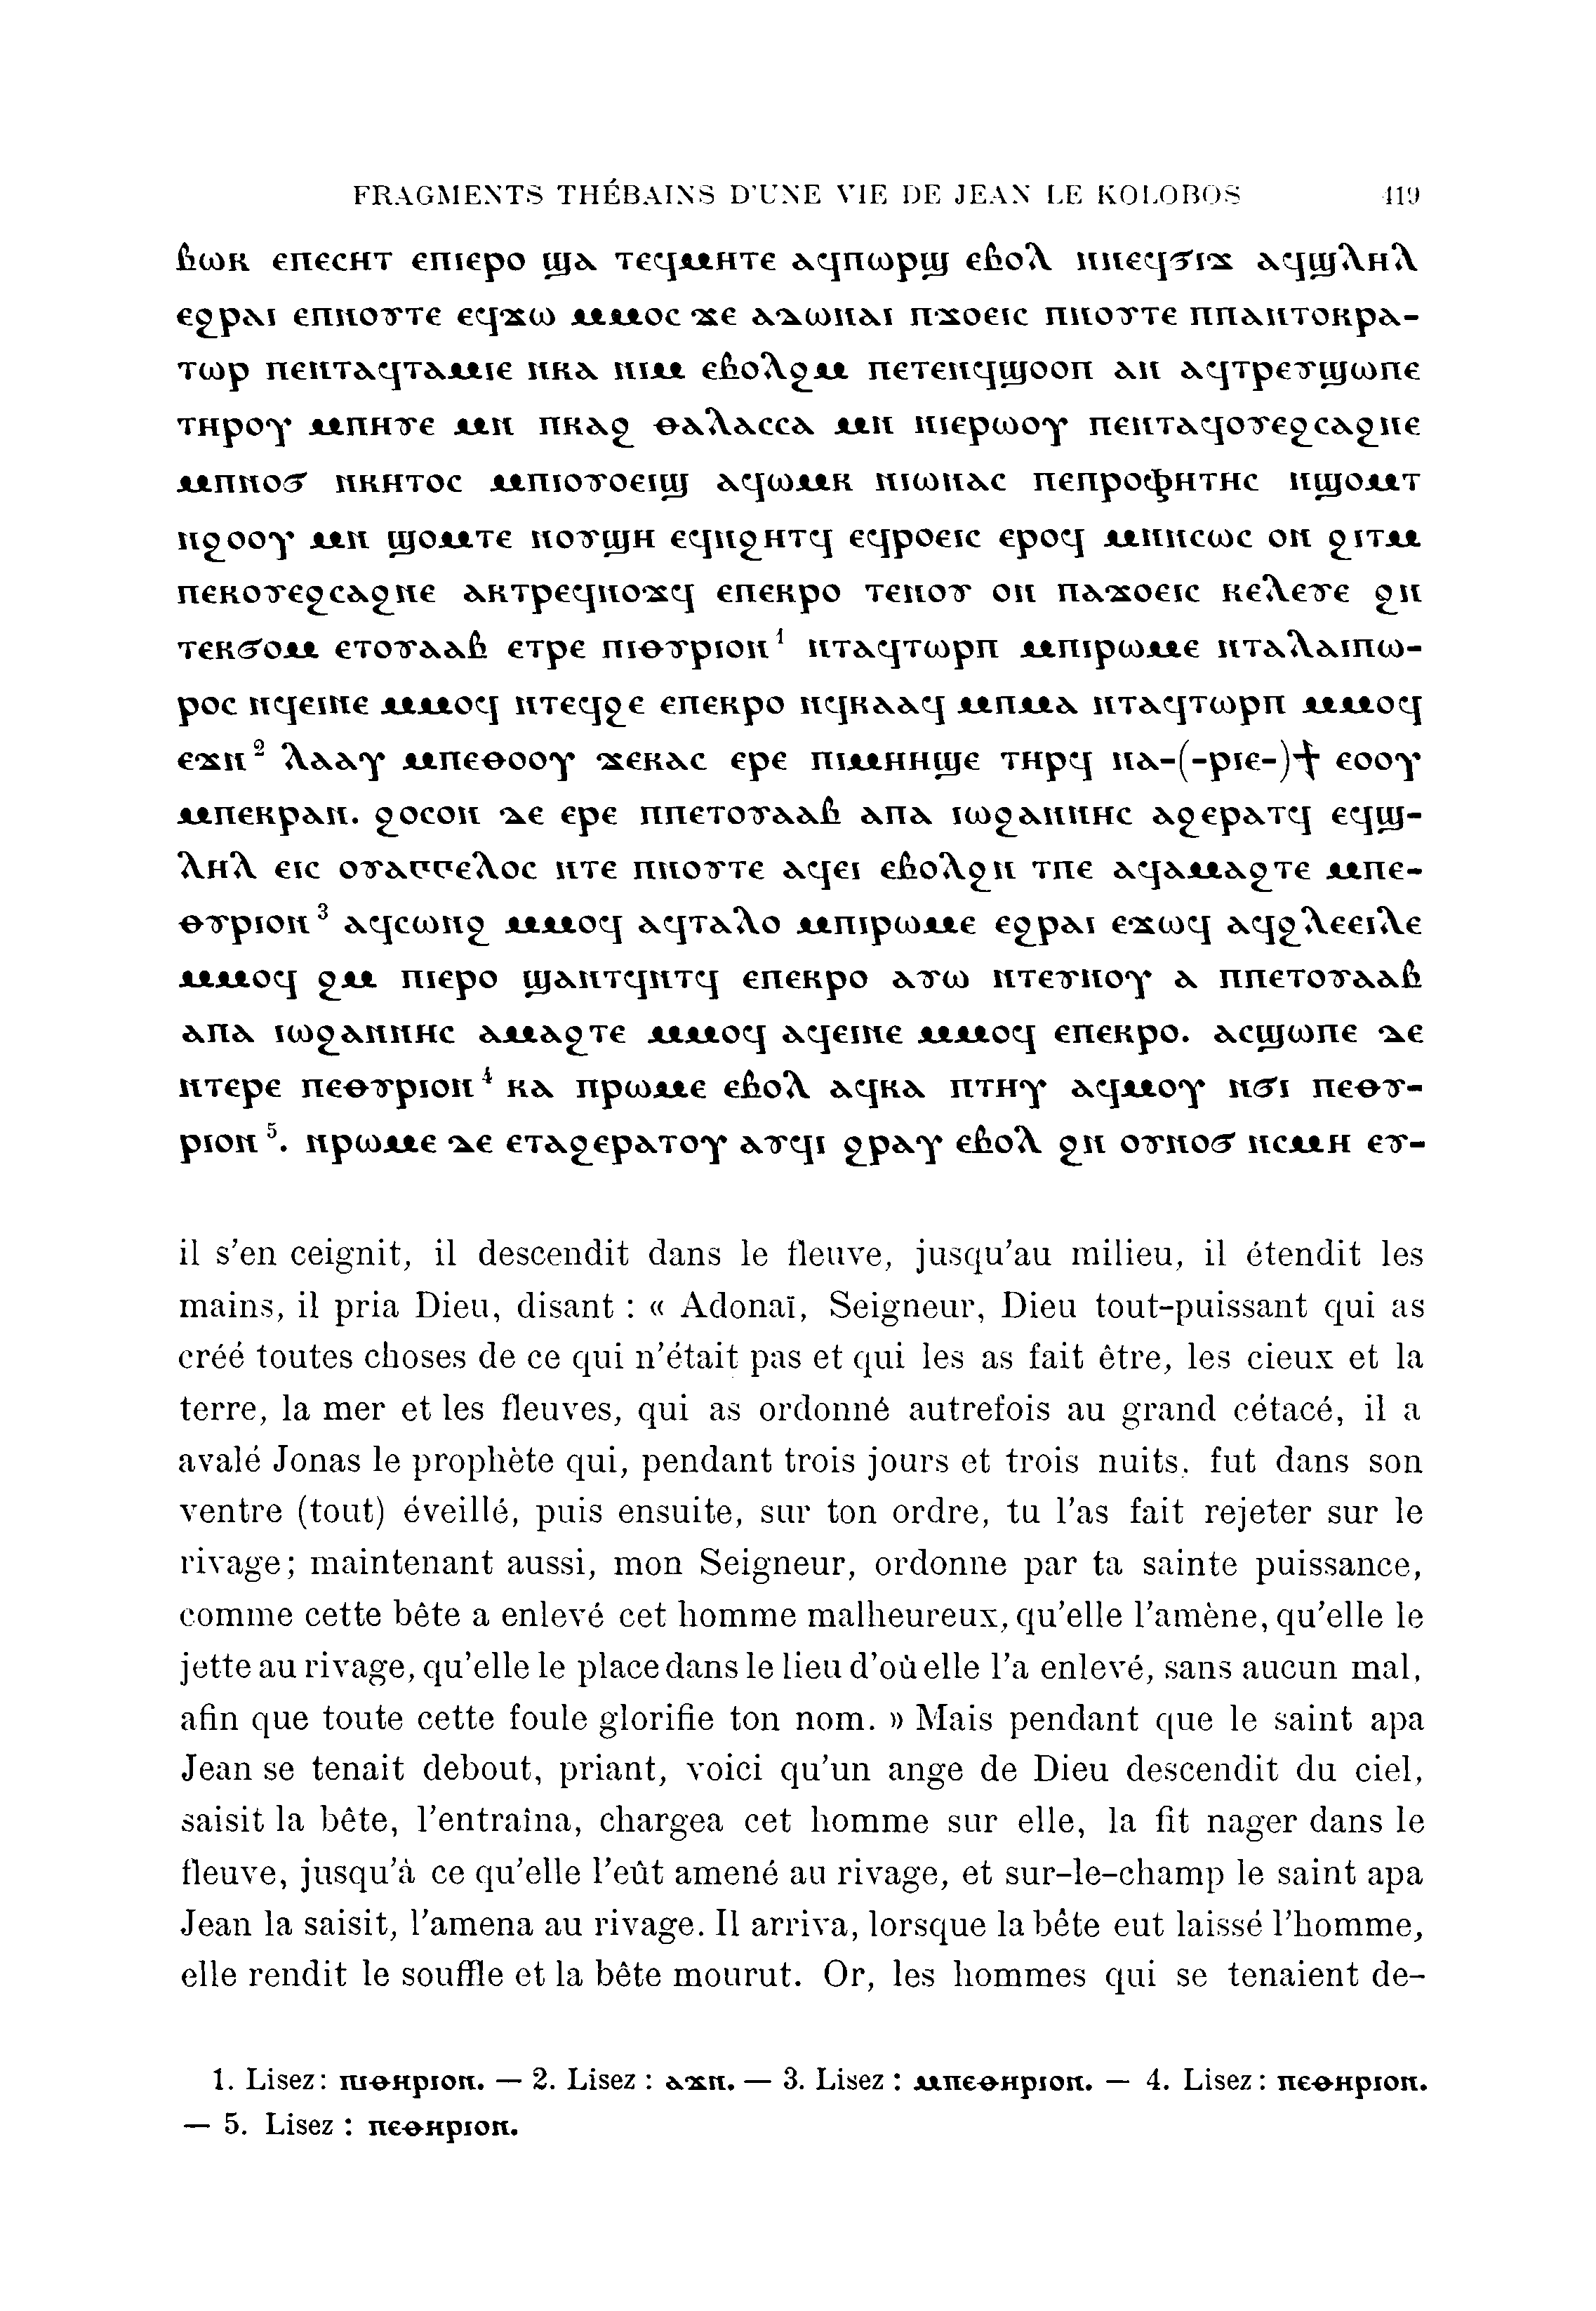 FRAGMENTS THÉBAINS D'UNE VIE DE JEAN LE KOLOBOS 419
ⲃⲱⲕ ⲉⲡⲉⲥⲏⲧ ⲉⲡⲓⲉⲣⲟ ϣⲁ ⲧⲉϥⲙⲏⲧⲉ ⲁϥⲡⲱⲣϣ ⲉⲃⲟⲗ ⲛⲛⲉϥϭⲓϫ ⲁϥϣⲗⲏⲗ
ⲉϩⲣⲁⲓ ⲉⲡⲛⲟⲩⲧⲉ ⲉϥϫⲱ ⲙⲙⲟⲥ ϫⲉ ⲁⲇⲱⲛⲁⲓ ⲡϫⲟⲉⲓⲥ ⲡⲛⲟⲩⲧⲉ ⲡⲡⲁⲛⲧⲟⲕⲣⲁ-
ⲧⲱⲣ ⲡⲉⲛⲧⲁϥⲧⲁⲙⲓⲉ ⲛⲕⲁ ⲛⲓⲙ ⲉⲃⲟⲗϩⲙ ⲡⲉⲧⲉⲛϥϣⲟⲟⲡ ⲁⲛ ⲁϥⲧⲣⲉⲩϣⲱⲡⲉ
ⲧⲏⲣⲟⲩ ⲙⲡⲏⲩⲉ ⲙⲛ ⲡⲕⲁϩ ⲑⲁⲗⲁⲥⲥⲁ ⲙⲛ ⲛⲓⲉⲣⲱⲟⲩ ⲡⲉⲛⲧⲁϥⲟⲩⲉϩⲥⲁϩⲛⲉ
ⲙⲡⲛⲟϭ ⲛⲕⲏⲧⲟⲥ ⲙⲡⲓⲟⲩⲟⲉⲓϣ ⲁϥⲱⲙⲕ ⲛⲓⲱⲛⲁⲥ ⲡⲉⲡⲣⲟⲫⲏⲧⲏⲥ ⲛϣⲟⲙⲧ
ⲛϩⲟⲟⲩ ⲙⲛ ϣⲟⲙⲧⲉ ⲛⲟⲩϣⲏ ⲉϥⲛϩⲏⲧϥ ⲉϥⲣⲟⲉⲓⲥ ⲉⲣⲟϥ ⲙⲛⲛⲥⲱⲥ ⲟⲛ ϩⲓⲧⲙ
ⲡⲉⲕⲟⲩⲉϩⲥⲁϩⲛⲉ ⲁⲕⲧⲣⲉϥⲛⲟϫϥ ⲉⲡⲉⲕⲣⲟ ⲧⲉⲛⲟⲩ ⲟⲛ ⲡⲁϫⲟⲉⲓⲥ ⲕⲉⲗⲉⲩⲉ ϩⲛ
ⲧⲉⲕϭⲟⲙ ⲉⲧⲟⲩⲁⲁⲃ ⲉⲧⲣⲉ ⲡⲓⲑⲩⲣⲓⲟⲛ¹ ⲛⲧⲁϥⲧⲱⲣⲡ ⲙⲡⲓⲣⲱⲙⲉ ⲛⲧⲁⲗⲁⲓⲡⲱ-
ⲣⲟⲥ ⲛϥⲉⲓⲛⲉ ⲙⲙⲟϥ ⲛⲧⲉϥϩⲉ ⲉⲡⲉⲕⲣⲟ ⲛϥⲕⲁⲁϥ ⲙⲡⲙⲁ ⲛⲧⲁϥⲧⲱⲣⲡ ⲙⲙⲟϥ
ⲉϫⲛ² ⲗⲁⲁⲩ ⲙⲡⲉⲑⲟⲟⲩ ϫⲉⲕⲁⲥ ⲉⲣⲉ ⲡⲓⲙⲏⲏϣⲉ ⲧⲏⲣϥ ⲛⲁ-(-ⲣⲓⲉ-)ϯ ⲉⲟⲟⲩ
ⲙⲡⲉⲕⲣⲁⲛ. ϩⲟⲥⲟⲛ ⲇⲉ ⲉⲣⲉ ⲡⲡⲉⲧⲟⲩⲁⲁⲃ ⲁⲡⲁ ⲓⲱϩⲁⲛⲛⲏⲥ ⲁϩⲉⲣⲁⲧϥ ⲉϥϣ-
ⲗⲏⲗ ⲉⲓⲥ ⲟⲩⲁⲅⲅⲉⲗⲟⲥ ⲛⲧⲉ ⲡⲛⲟⲩⲧⲉ ⲁϥⲉⲓ ⲉⲃⲟⲗϩⲛ ⲧⲡⲉ ⲁϥⲁⲙⲁϩⲧⲉ ⲙⲡⲉ-
ⲑⲩⲣⲓⲟⲛ³ ⲁϥⲥⲱⲛϩ ⲙⲙⲟϥ ⲁϥⲧⲁⲗⲟ ⲙⲡⲓⲣⲱⲙⲉ ⲉϩⲣⲁⲓ ⲉϫⲱϥ ⲁϥϩⲗⲉⲉⲓⲗⲉ
ⲙⲙⲟϥ ϩⲙ ⲡⲓⲉⲣⲟ ϣⲁⲛⲧϥⲛⲧϥ ⲉⲡⲉⲕⲣⲟ ⲁⲩⲱ ⲛⲧⲉⲩⲛⲟⲩ ⲁ ⲡⲡⲉⲧⲟⲩⲁⲁⲃ
ⲁⲡⲁ ⲓⲱϩⲁⲛⲛⲏⲥ ⲁⲙⲁϩⲧⲉ ⲙⲙⲟϥ ⲁϥⲉⲓⲛⲉ ⲙⲙⲟϥ ⲉⲡⲉⲕⲣⲟ. ⲁⲥϣⲱⲡⲉ ⲇⲉ
ⲛⲧⲉⲣⲉ ⲡⲉⲑⲩⲣⲓⲟⲛ⁴ ⲕⲁ ⲡⲣⲱⲙⲉ ⲉⲃⲟⲗ ⲁϥⲕⲁ ⲡⲧⲏⲩ ⲁϥⲙⲟⲩ ⲛϭⲓ ⲡⲉⲑⲩ-
ⲣⲓⲟⲛ⁵. ⲛⲣⲱⲙⲉ ⲇⲉ ⲉⲧⲁϩⲉⲣⲁⲧⲟⲩ ⲁⲩϥⲓ ϩⲣⲁⲩ ⲉⲃⲟⲗ ϩⲛ ⲟⲩⲛⲟϭ ⲛⲥⲙⲏ ⲉⲩ-
il s'en ceignit, il descendit dans le fleuve, jusqu'au milieu, il étendit les
mains, il pria Dieu, disant : « Adonaï, Seigneur, Dieu tout-puissant qui as
créé toutes choses de ce qui n'était pas et qui les as fait être, les cieux et la
terre, la mer et les fleuves, qui as ordonné autrefois au grand cétacé, il a
avalé Jonas le prophète qui, pendant trois jours et trois nuits, fut dans son
ventre (tout) éveillé, puis ensuite, sur ton ordre, tu l'as fait rejeter sur le
rivage; maintenant aussi, mon Seigneur, ordonne par ta sainte puissance,
comme cette bête a enlevé cet homme malheureux, qu'elle l'amène, qu'elle le
jette au rivage, qu'elle le place dans le lieu d'où elle l'a enlevé, sans aucun mal,
afin que toute cette foule glorifie ton nom. » Mais pendant que le saint apa
Jean se tenait debout, priant, voici qu'un ange de Dieu descendit du ciel,
saisit la bête, l'entraîna, chargea cet homme sur elle, la fit nager dans le
fleuve, jusqu'à ce qu'elle l'eût amené au rivage, et sur-le-champ le saint apa
Jean la saisit, l'amena au rivage. Il arriva, lorsque la bête eut laissé l'homme,
elle rendit le souffle et la bête mourut. Or, les hommes qui se tenaient de-
1. Lisez : ⲡⲓⲑⲏⲣⲓⲟⲛ. — 2. Lisez : ⲁϫⲛ. — 3. Lisez : ⲙⲡⲉⲑⲏⲣⲓⲟⲛ. — 4. Lisez : ⲡⲉⲑⲏⲣⲓⲟⲛ.
— 5. Lisez : ⲡⲉⲑⲏⲣⲓⲟⲛ.